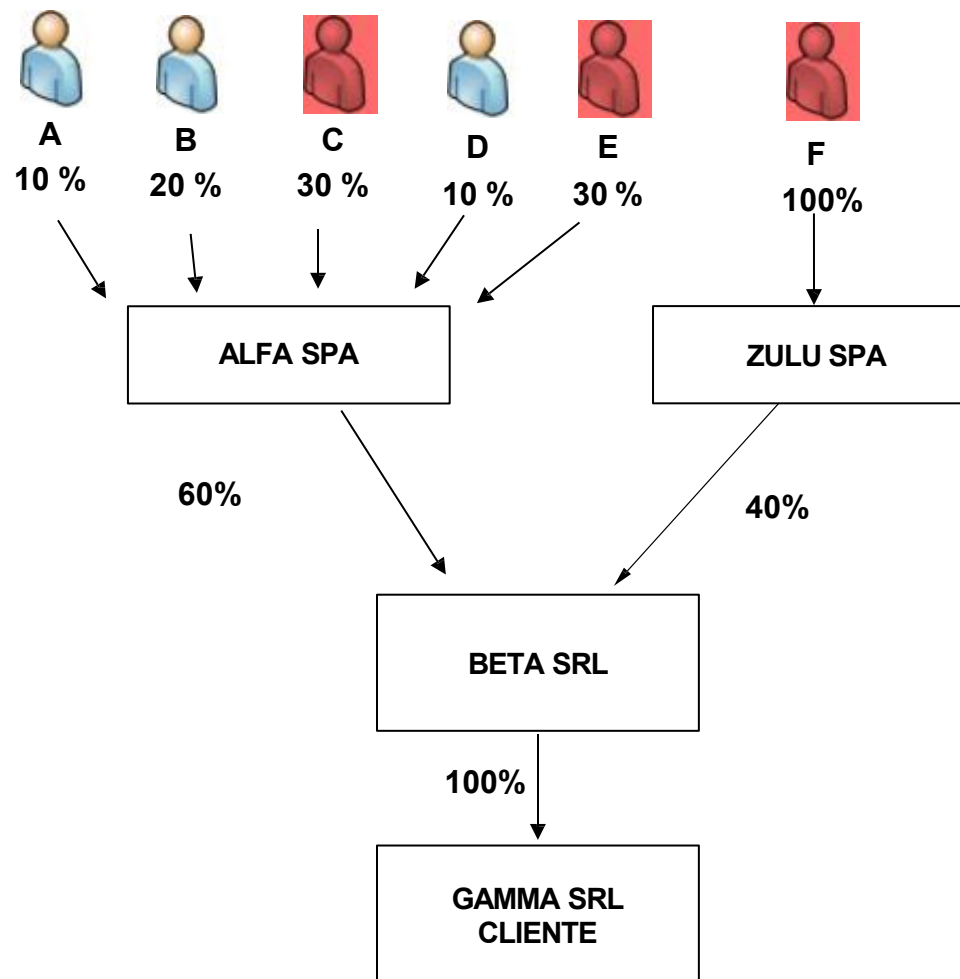 A B C D E F
10 % 20 % 30 % 10 % 30 % 100%
ALFA SPA ZULU SPA
60% 40%
BETA SRL
100%
GAMMA SRL
CLIENTE